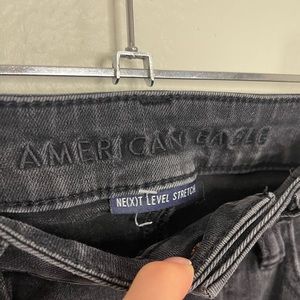 AMERICAN EAGLE
NE(X)T LEVEL STRETCH